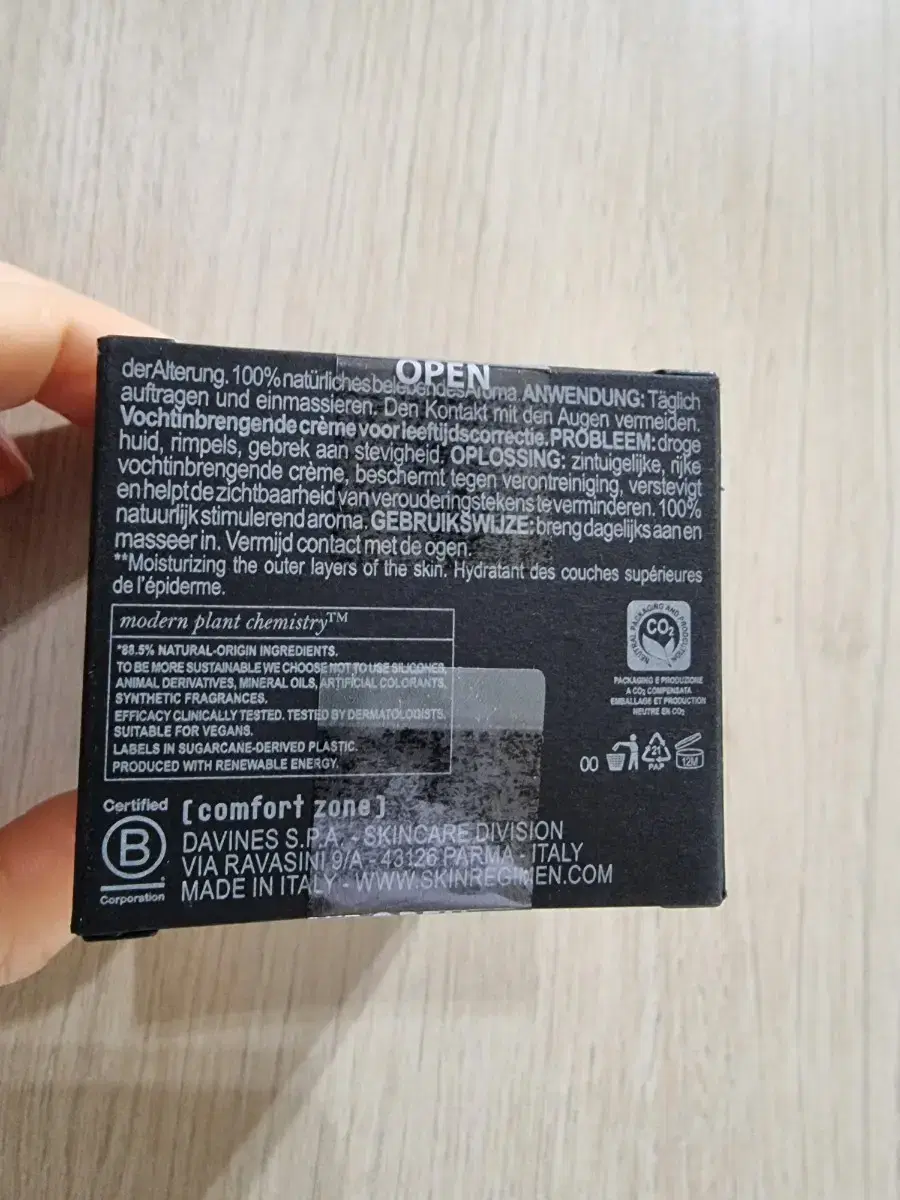 OPEN
derAlterung. 100% natürliches belebendes Aroma. ANWENDUNG: Täglich
auftragen und einmassieren. Den Kontakt mit den Augen vermeiden.
Vochtinbrengende crème voor leeftijdscorrectie. PROBLEEM: droge
huid, rimpels, gebrek aan stevigheid. OPLOSSING: zintuigelijke, rijke
vochtinbrengende crème, beschermt tegen verontreiniging, verstevigt
en helpt de zichtbaarheid van verouderingstekens te verminderen. 100%
natuurlijk stimulerend aroma. GEBRUIKSWIJZE: breng dagelijks aan en
masseer in. Vermijd contact met de ogen.
**Moisturizing the outer layers of the skin. Hydratant des couches supérieures
de l'épiderme.
modern plant chemistry™
*88.5% NATURAL-ORIGIN INGREDIENTS.
TO BE MORE SUSTAINABLE WE CHOOSE NOT TO USE SILICONES,
ANIMAL DERIVATIVES, MINERAL OILS, ARTIFICIAL COLORANTS,
SYNTHETIC FRAGRANCES.
EFFICACY CLINICALLY TESTED. TESTED BY DERMATOLOGISTS.
SUITABLE FOR VEGANS.
LABELS IN SUGARCANE-DERIVED PLASTIC.
PRODUCED WITH RENEWABLE ENERGY.
NEUTRAL PACKAGING AND PRODUCTION
CO₂
PACKAGING E PRODUZIONE
A CO₂ COMPENSATA
EMBALLAGE ET PRODUCTION
NEUTRE EN CO₂
00
21
PAP
12M
Certified
B
Corporation
[comfort zone]
DAVINES S.P.A. - SKINCARE DIVISION
VIA RAVASINI 9/A - 43126 PARMA - ITALY
MADE IN ITALY - WWW.SKINREGIMEN.COM